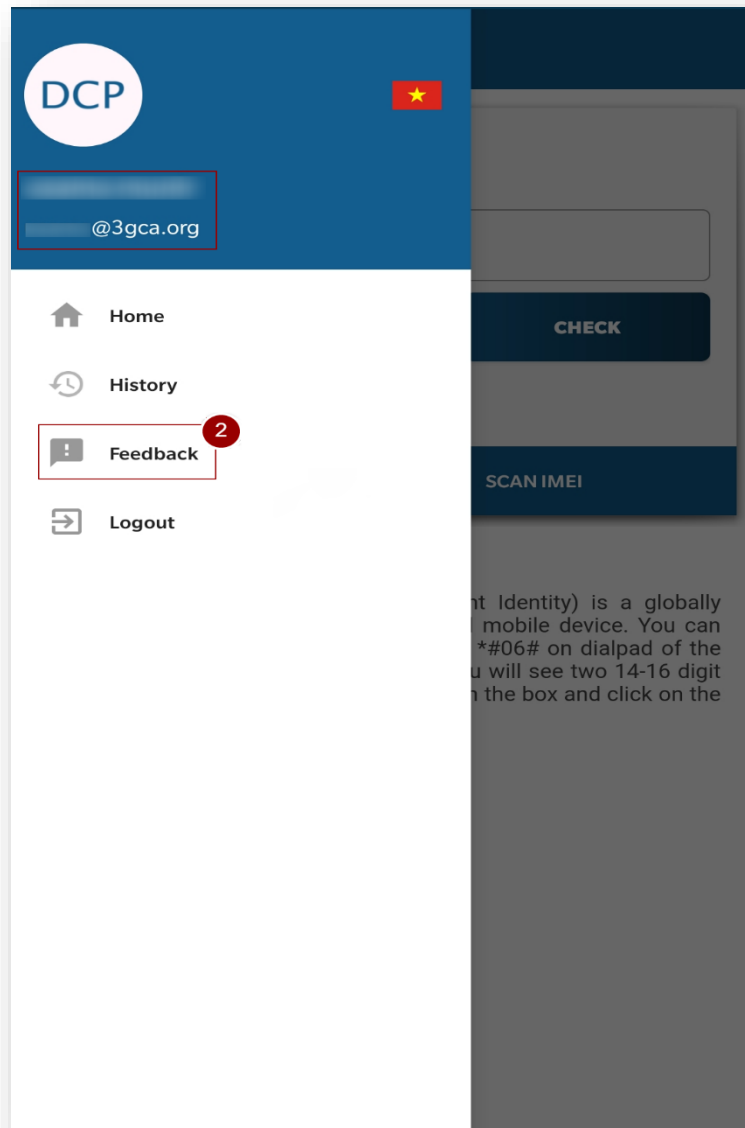 DCP
@3gca.org
Home
History
2
Feedback
Logout
CHECK
SCAN IMEI
Identity) is a globally
mobile device. You can
*#06# on dialpad of the
will see two 14-16 digit
the box and click on the